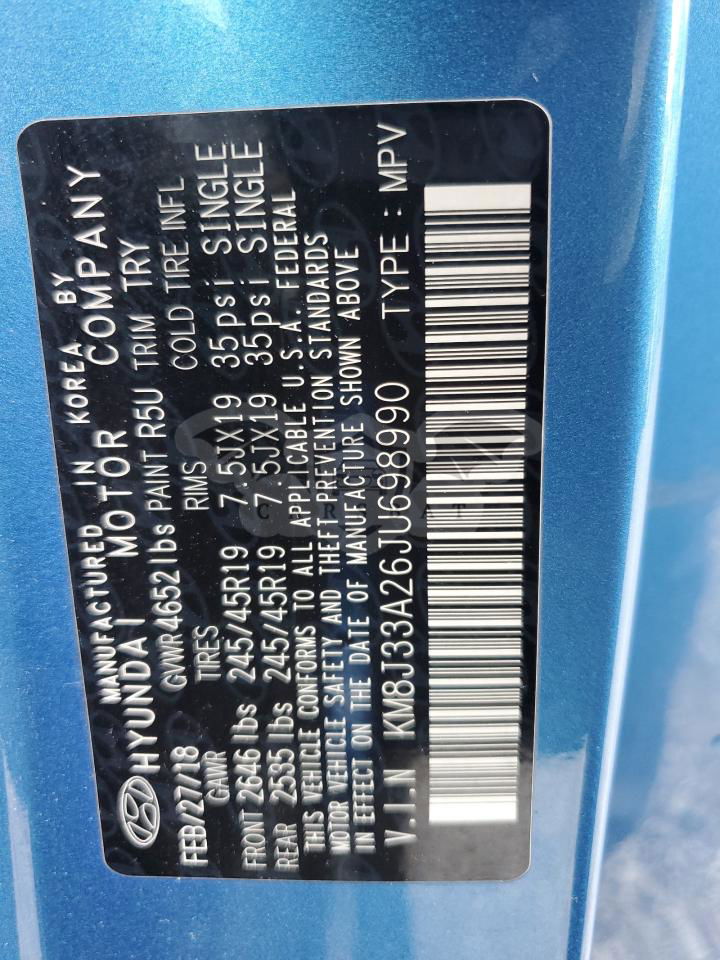 MANUFACTURED IN KOREA BY
HYUNDAI MOTOR COMPANY
FEB/27/18 GVWR4652lbs PAINT R5U TRIM TRY
GAWR TIRES RIMS COLD TIRE INFL
FRONT 2646 lbs 245/45R19 7.5JX19 35psi SINGLE
REAR 2535 lbs 245/45R19 7.5JX19 35psi SINGLE
THIS VEHICLE CONFORMS TO ALL APPLICABLE U.S.A. FEDERAL
MOTOR VEHICLE SAFETY AND THEFT PREVENTION STANDARDS
IN EFFECT ON THE DATE OF MANUFACTURE SHOWN ABOVE
V.I.N KM8J33A26JU698990 TYPE : MPV